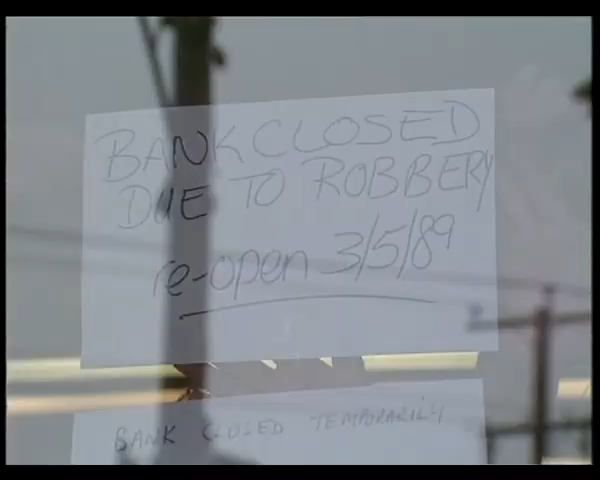 BANK CLOSED
DUE TO ROBBERY
re-open 3/5/89
BANK CLOSED TEMPORARILY